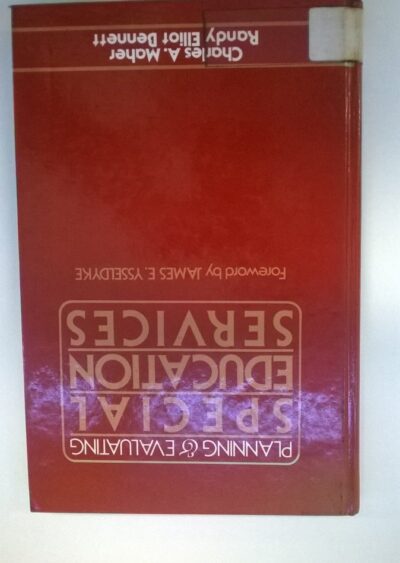 PLANNING & EVALUATING
SPECIAL
EDUCATION
SERVICES
Foreword by JAMES E. YSSELDYKE
Charles A. Maher
Randy Elliot Bennett